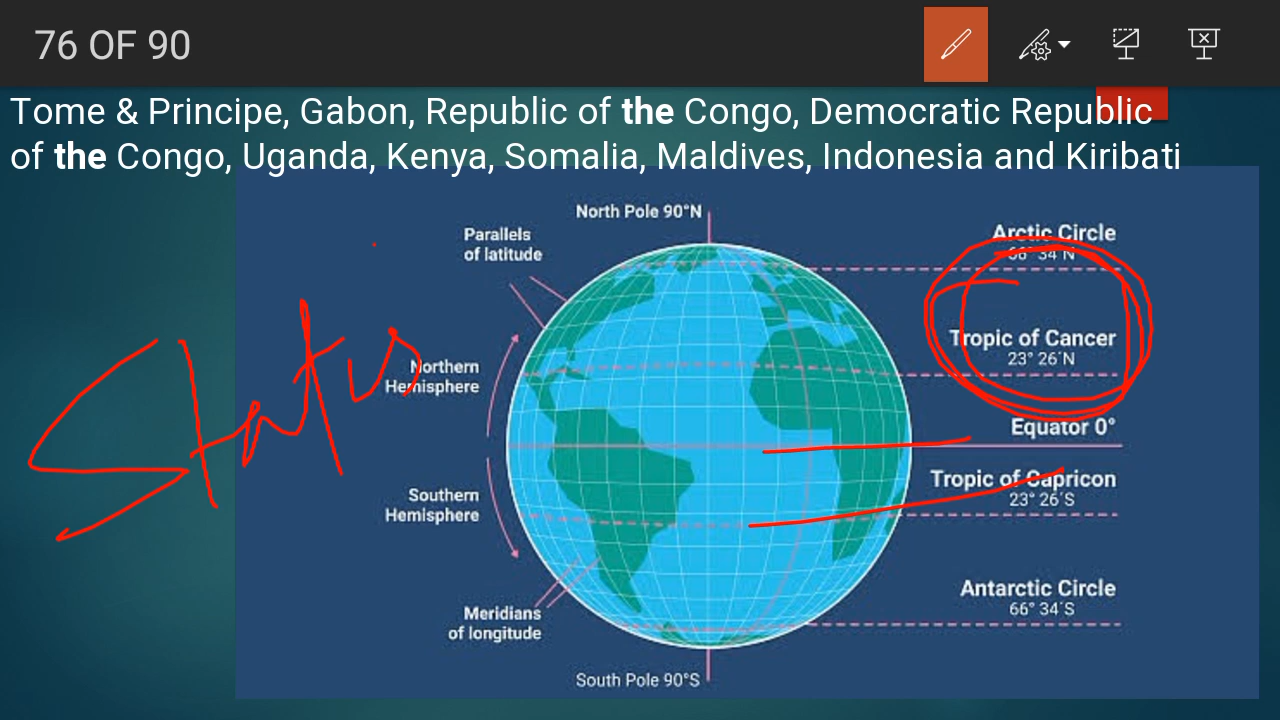 76 OF 90
Tome & Principe, Gabon, Republic of the Congo, Democratic Republic
of the Congo, Uganda, Kenya, Somalia, Maldives, Indonesia and Kiribati
North Pole 90°N
Parallels
of latitude
Arctic Circle
66° 34´N
Tropic of Cancer
23° 26´N
Northern
Hemisphere
Equator 0°
Tropic of Capricon
23° 26´S
Southern
Hemisphere
Antarctic Circle
66° 34´S
Meridians
of longitude
South Pole 90°S